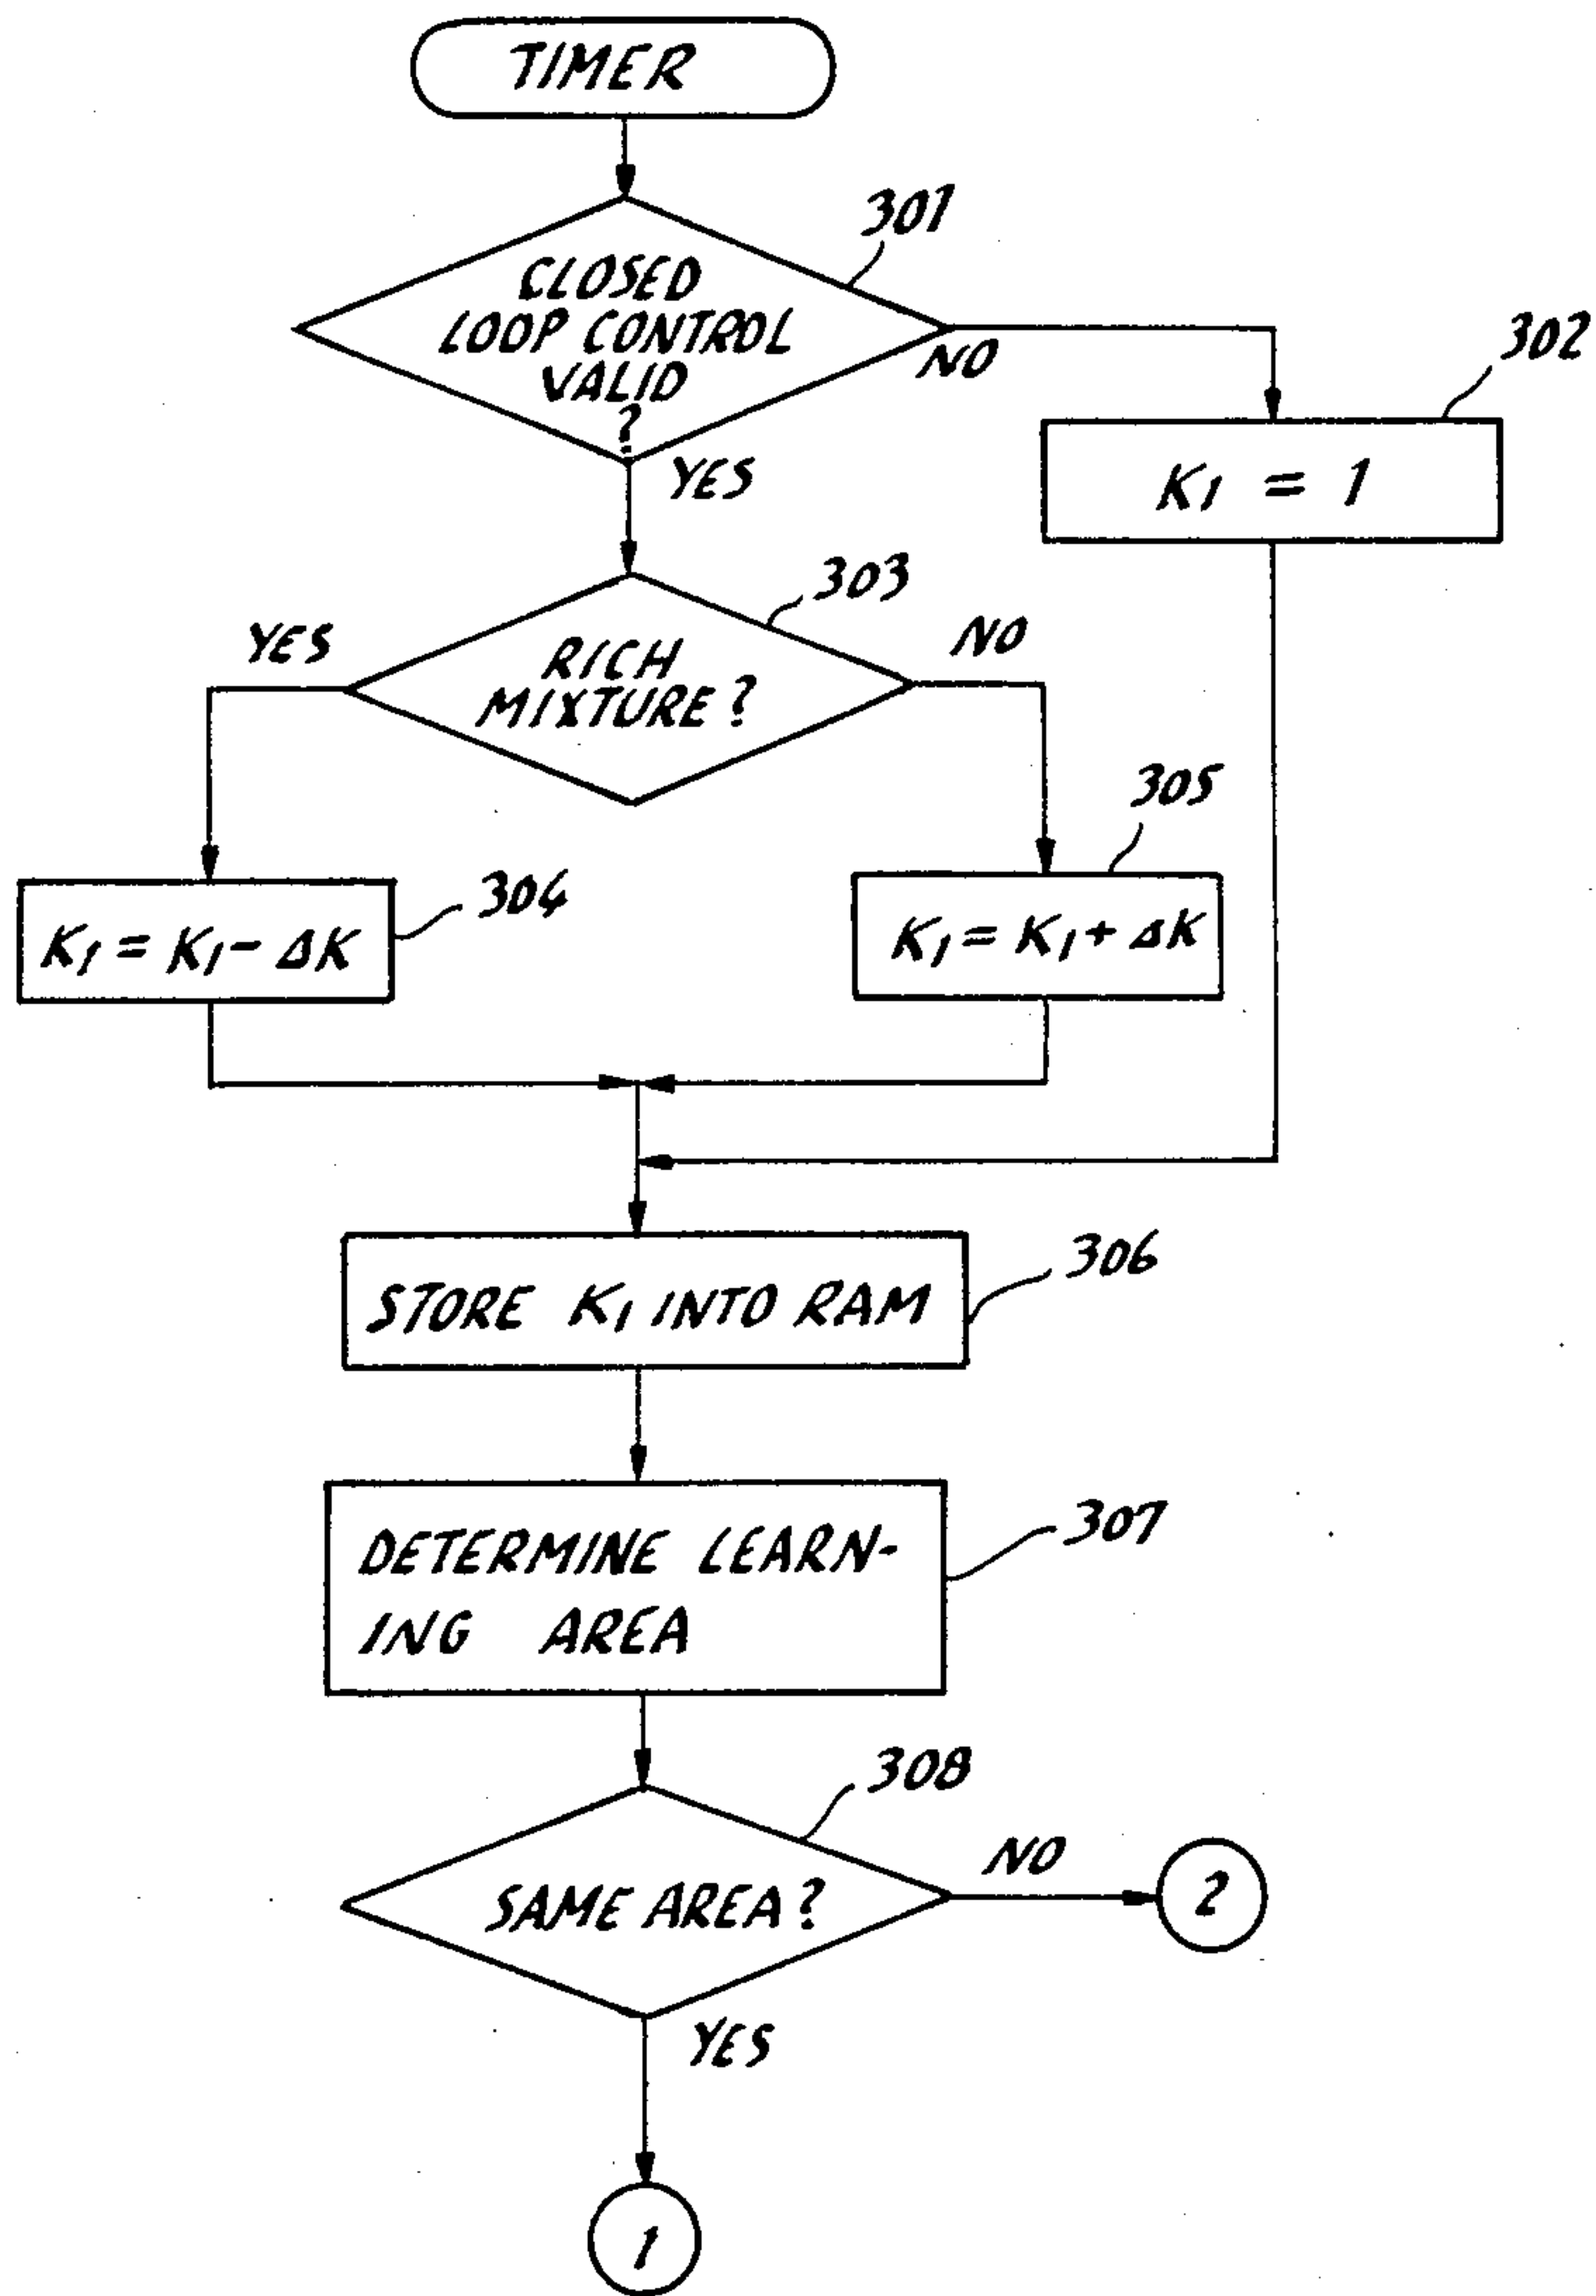 TIMER
301
CLOSED
LOOP CONTROL
VALID
?
NO
302
YES
K1 = 1
303
YES
NO
RICH
MIXTURE?
305
304
K1 = K1 - ΔK
K1 = K1 + ΔK
306
STORE K1 INTO RAM
307
DETERMINE LEARN-
ING AREA
308
NO
SAME AREA?
2
YES
1